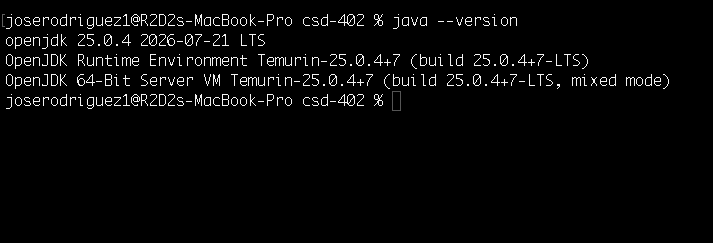 [joserodriguez1@R2D2s-MacBook-Pro csd-402 % java --version
openjdk 25.0.4 2026-07-21 LTS
OpenJDK Runtime Environment Temurin-25.0.4+7 (build 25.0.4+7-LTS)
OpenJDK 64-Bit Server VM Temurin-25.0.4+7 (build 25.0.4+7-LTS, mixed mode)
joserodriguez1@R2D2s-MacBook-Pro csd-402 %